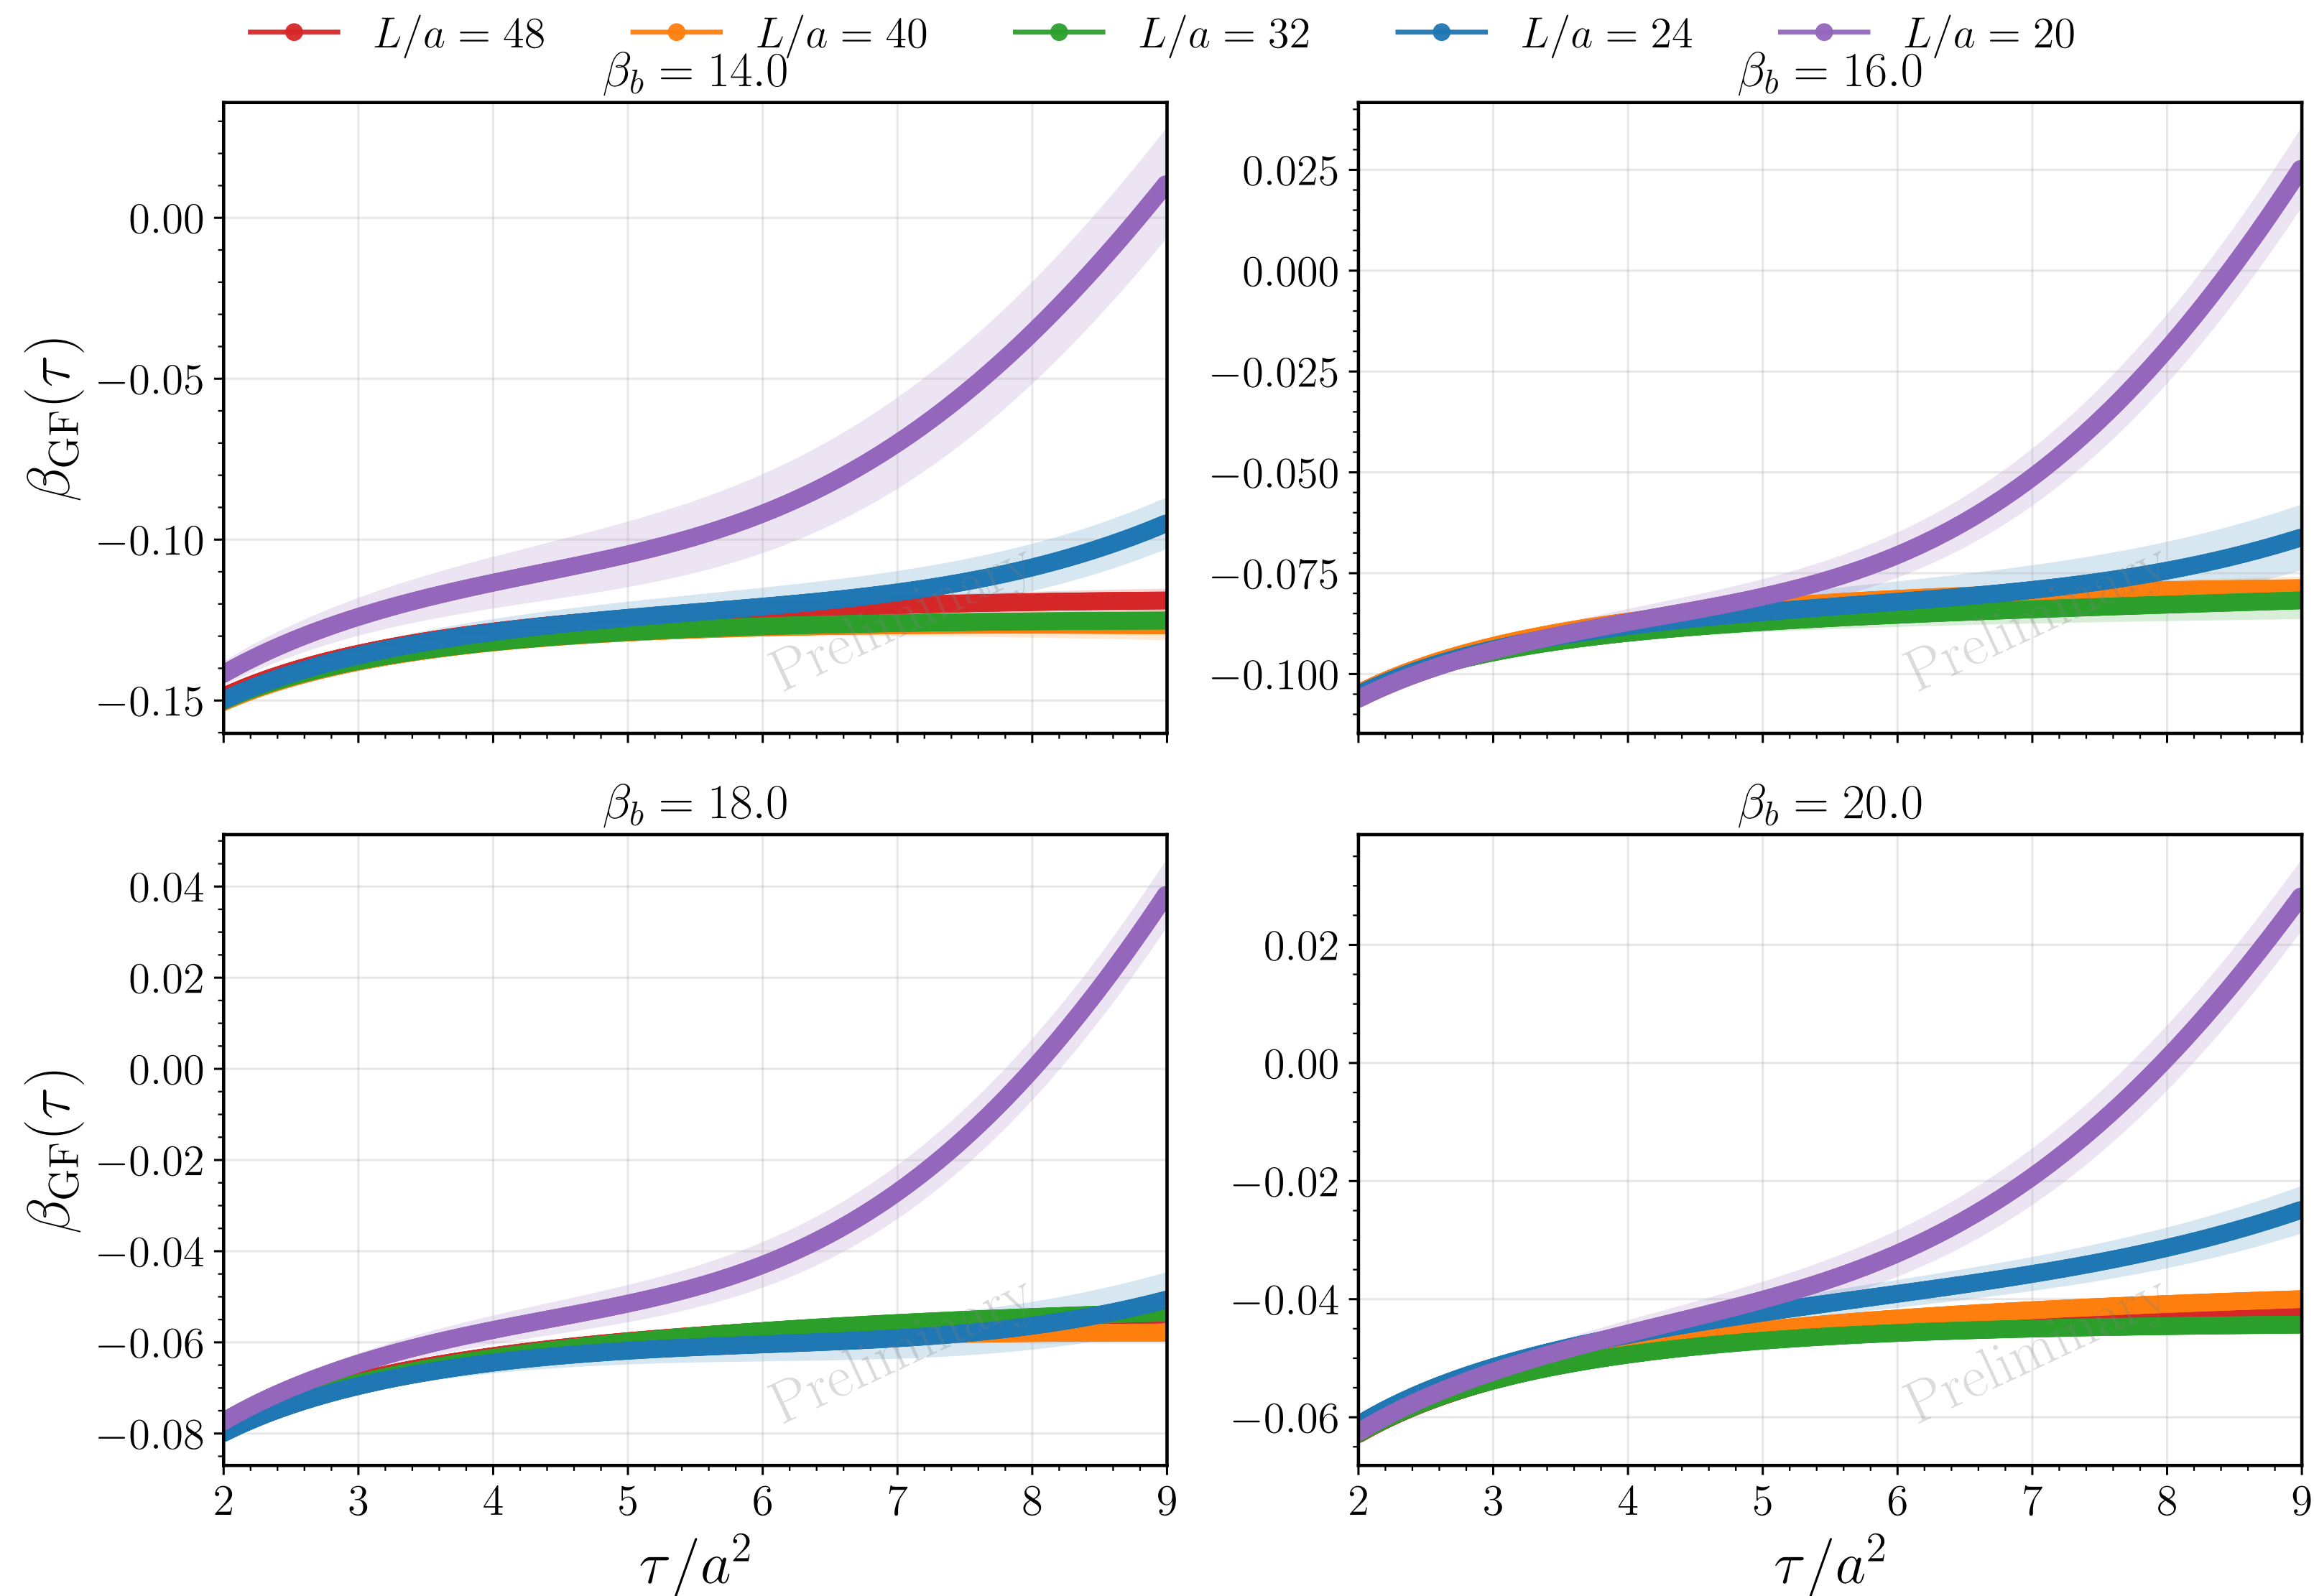 L/a = 48 L/a = 40 L/a = 32 L/a = 24 L/a = 20
β_b = 14.0
β_GF(τ)
0.00
−0.05
−0.10
−0.15
Preliminary
β_b = 16.0
0.025
0.000
−0.025
−0.050
−0.075
−0.100
Preliminary
β_b = 18.0
β_GF(τ)
0.04
0.02
0.00
−0.02
−0.04
−0.06
−0.08
Preliminary
2 3 4 5 6 7 8 9
τ/a²
β_b = 20.0
0.02
0.00
−0.02
−0.04
−0.06
Preliminary
2 3 4 5 6 7 8 9
τ/a²